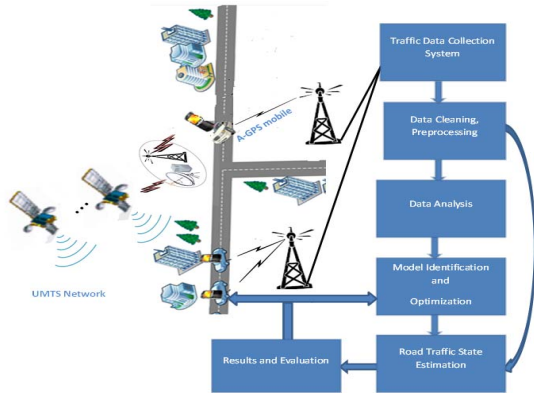 Traffic Data Collection
System
A-GPS mobile
Data Cleaning,
Preprocessing
Data Analysis
UMTS Network
Model Identification
and
Optimization
Results and Evaluation
Road Traffic State
Estimation